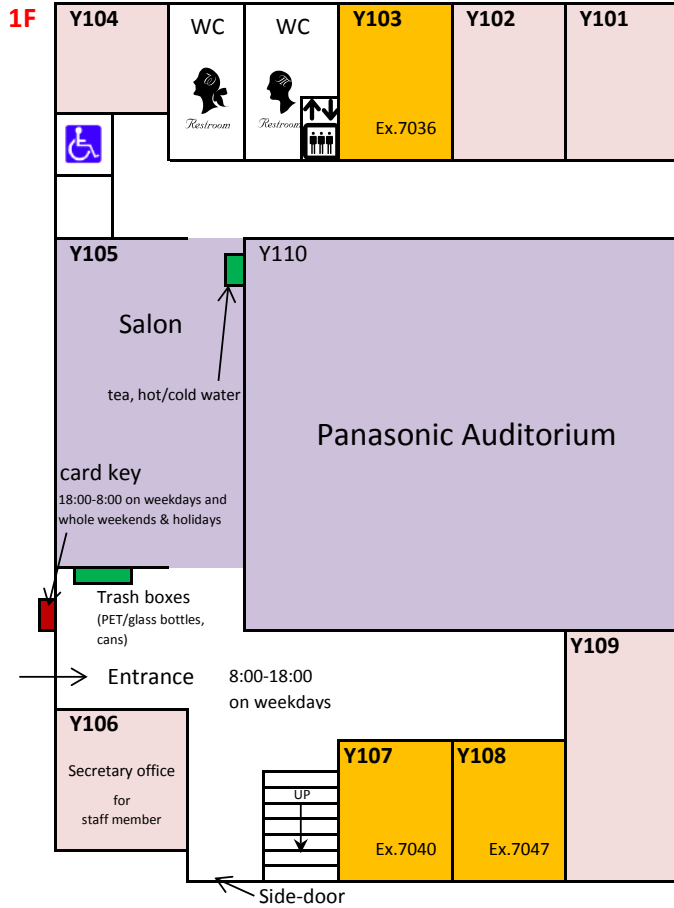 1F
Y104
WC
WC
Y103
Y102
Y101
Restroom
Restroom
Ex.7036
Y105
Y110
Salon
tea, hot/cold water
Panasonic Auditorium
card key
18:00-8:00 on weekdays and
whole weekends & holidays
Trash boxes
(PET/glass bottles,
cans)
Y109
Entrance
8:00-18:00
on weekdays
Y106
Secretary office
for
staff member
UP
Y107
Y108
Ex.7040
Ex.7047
Side-door